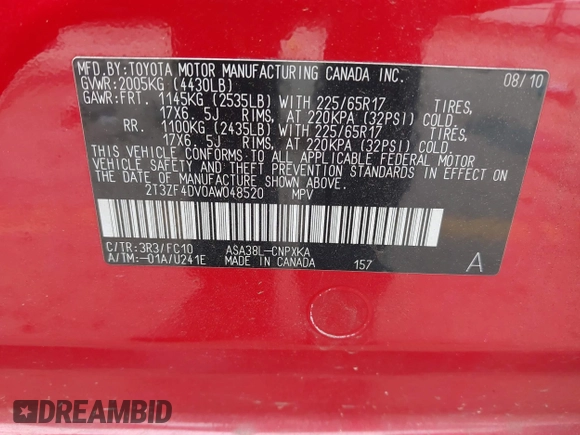 MFD.BY:TOYOTA MOTOR MANUFACTURING CANADA INC. 08/10
GVWR:2005KG (4430LB)
GAWR:FRT. 1145KG (2535LB) WITH 225/65R17 TIRES,
17X6. 5J RIMS, AT 220KPA (32PSI) COLD.
RR. 1100KG (2435LB) WITH 225/65R17 TIRES,
17X6. 5J RIMS, AT 220KPA (32PSI) COLD.
THIS VEHICLE CONFORMS TO ALL APPLICABLE FEDERAL MOTOR
VEHICLE SAFETY AND THEFT PREVENTION STANDARDS IN EFFECT ON
THE DATE OF MANUFACTURE SHOWN ABOVE.
2T3ZF4DV0AW048520 MPV
C/TR:3R3/FC10 ASA38L-CNPXKA
A/TM:-01A/U241E MADE IN CANADA 157 A
DREAMBID